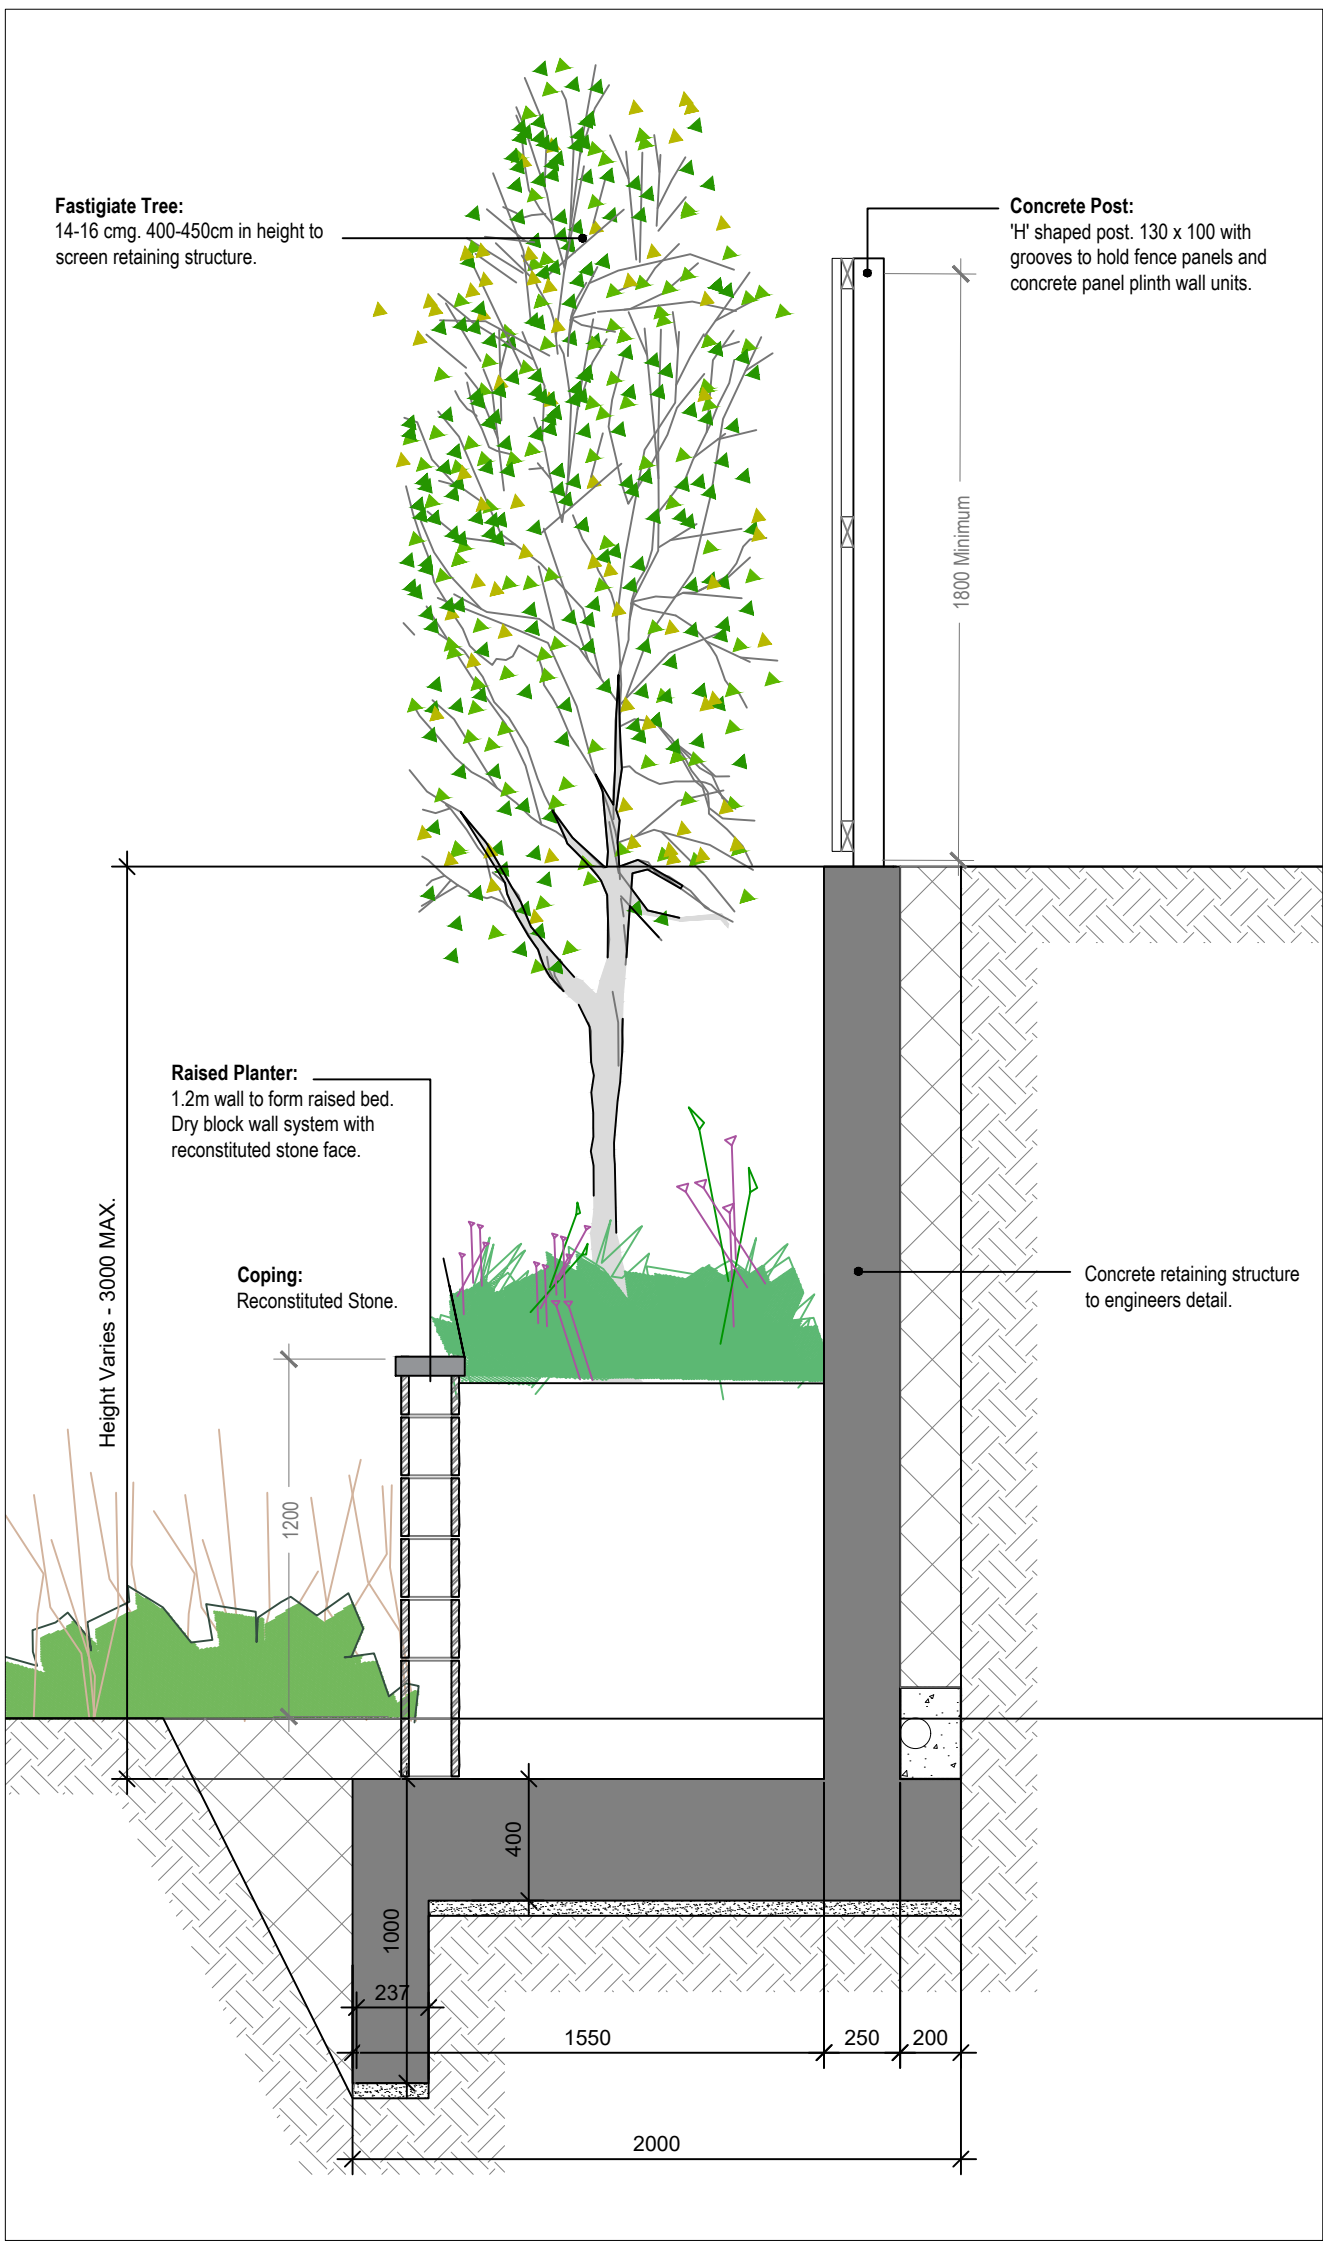 Fastigiate Tree:
14-16 cmg. 400-450cm in height to
screen retaining structure.
Concrete Post:
'H' shaped post. 130 x 100 with
grooves to hold fence panels and
concrete panel plinth wall units.
1800 Minimum
Raised Planter:
1.2m wall to form raised bed.
Dry block wall system with
reconstituted stone face.
Height Varies - 3000 MAX.
Coping:
Reconstituted Stone.
Concrete retaining structure
to engineers detail.
1200
400
1000
237
1550
250
200
2000